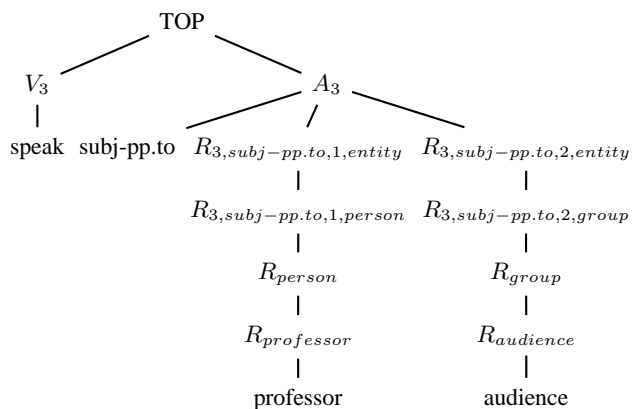 TOP
V₃ A₃
speak subj-pp.to R₃,subj−pp.to,1,entity R₃,subj−pp.to,2,entity
R₃,subj−pp.to,1,person R₃,subj−pp.to,2,group
Rperson Rgroup
Rprofessor Raudience
professor audience